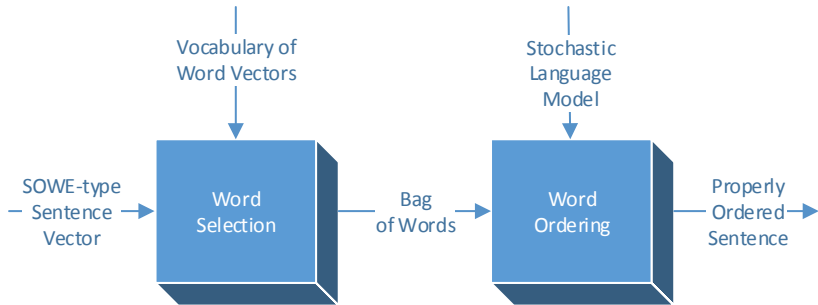 Vocabulary of
Word Vectors
Stochastic
Language
Model
SOWE-type
Sentence
Vector
Word
Selection
Bag
of Words
Word
Ordering
Properly
Ordered
Sentence